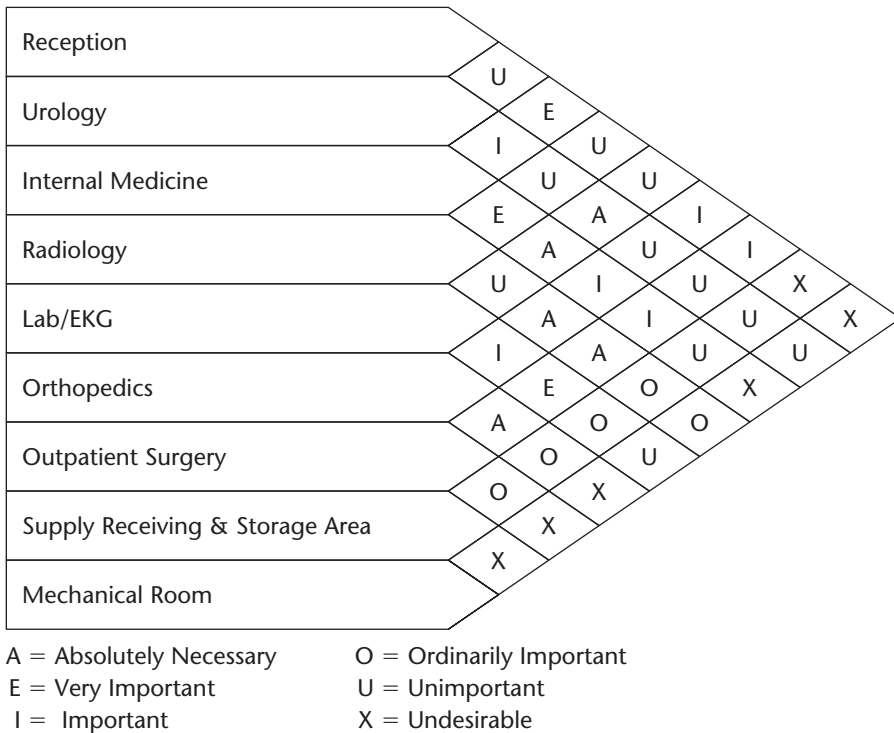 Reception
U
Urology E
I U
Internal Medicine U U
E A I
Radiology A U I
U I U X
Lab/EKG A I U X
I A U U
Orthopedics E O X
A O O
Outpatient Surgery O U
O X
Supply Receiving & Storage Area X
X
Mechanical Room
A = Absolutely Necessary O = Ordinarily Important
E = Very Important U = Unimportant
I = Important X = Undesirable